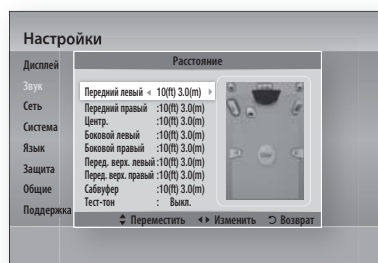 Настройки
Дисплей
Звук
Сеть
Система
Язык
Защита
Общие
Поддержка
Расстояние
Передний левый ◂ 10(ft) 3.0(m) ▸
Передний правый :10(ft) 3.0(m)
Центр. :10(ft) 3.0(m)
Боковой левый :10(ft) 3.0(m)
Боковой правый :10(ft) 3.0(m)
Перед. верх. левый :10(ft) 3.0(m)
Перед. верх. правый :10(ft) 3.0(m)
Сабвуфер :10(ft) 3.0(m)
Тест-тон : Выкл.
Переместить Изменить Возврат